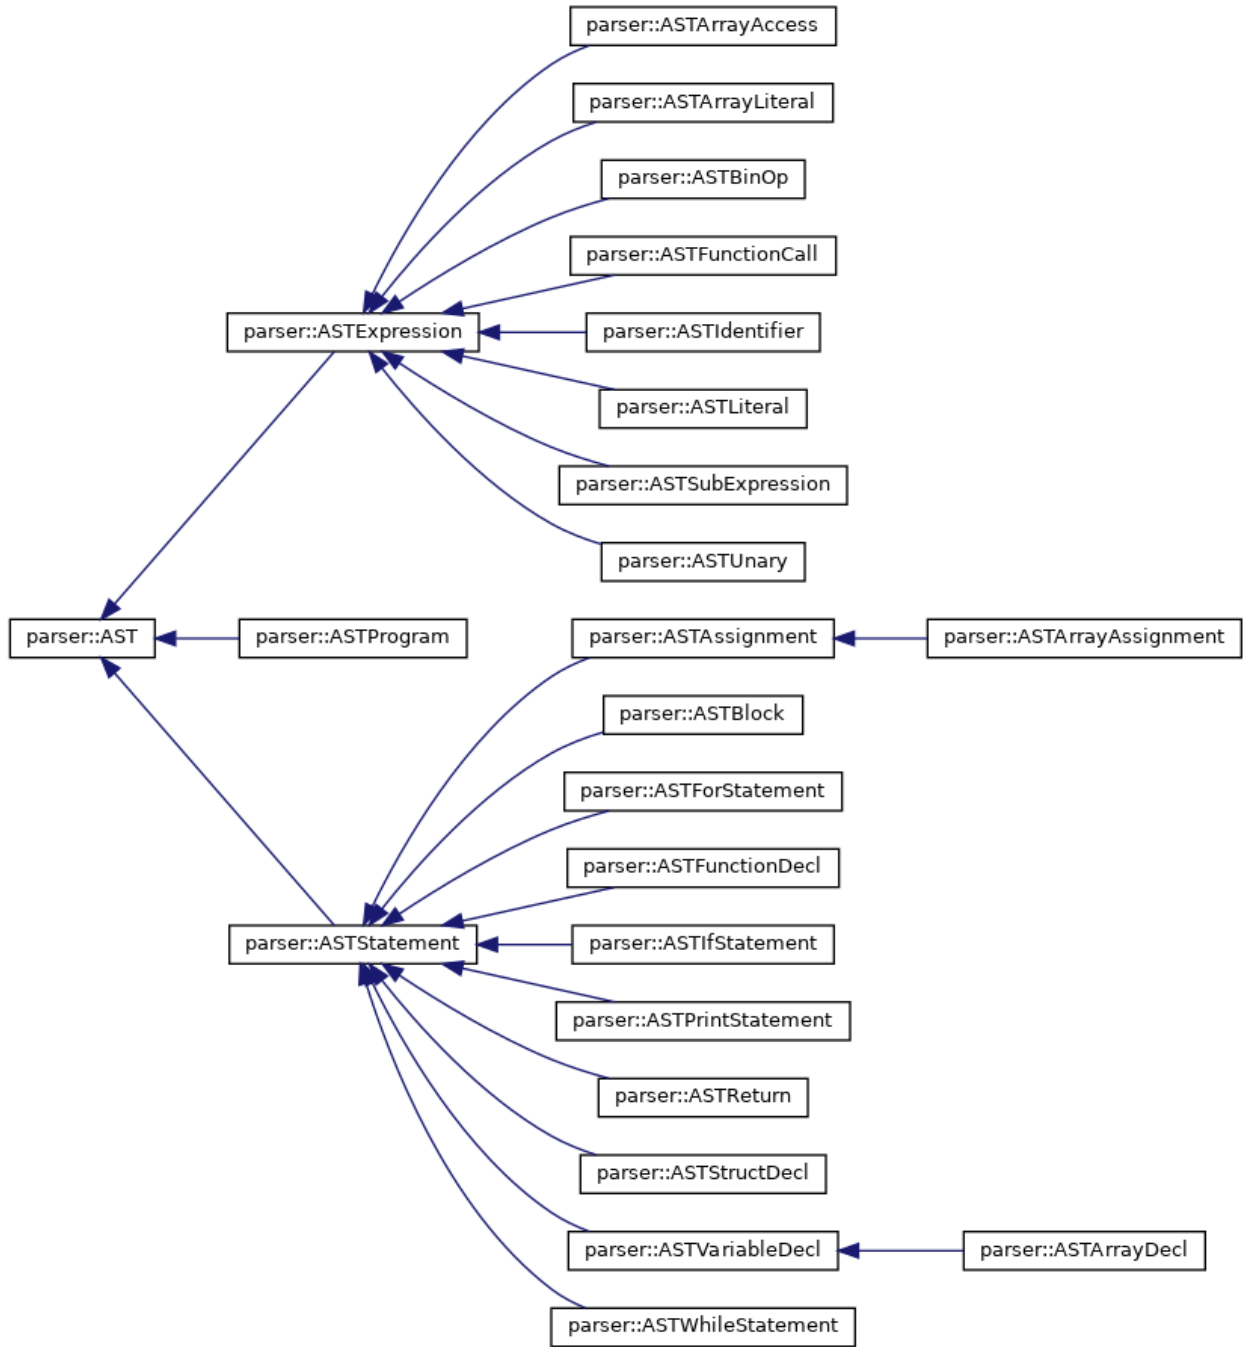 parser::ASTArrayAccess
parser::ASTArrayLiteral
parser::ASTBinOp
parser::ASTFunctionCall
parser::ASTExpression
parser::ASTIdentifier
parser::ASTLiteral
parser::ASTSubExpression
parser::ASTUnary
parser::AST
parser::ASTProgram
parser::ASTAssignment
parser::ASTArrayAssignment
parser::ASTBlock
parser::ASTForStatement
parser::ASTFunctionDecl
parser::ASTStatement
parser::ASTIfStatement
parser::ASTPrintStatement
parser::ASTReturn
parser::ASTStructDecl
parser::ASTVariableDecl
parser::ASTArrayDecl
parser::ASTWhileStatement